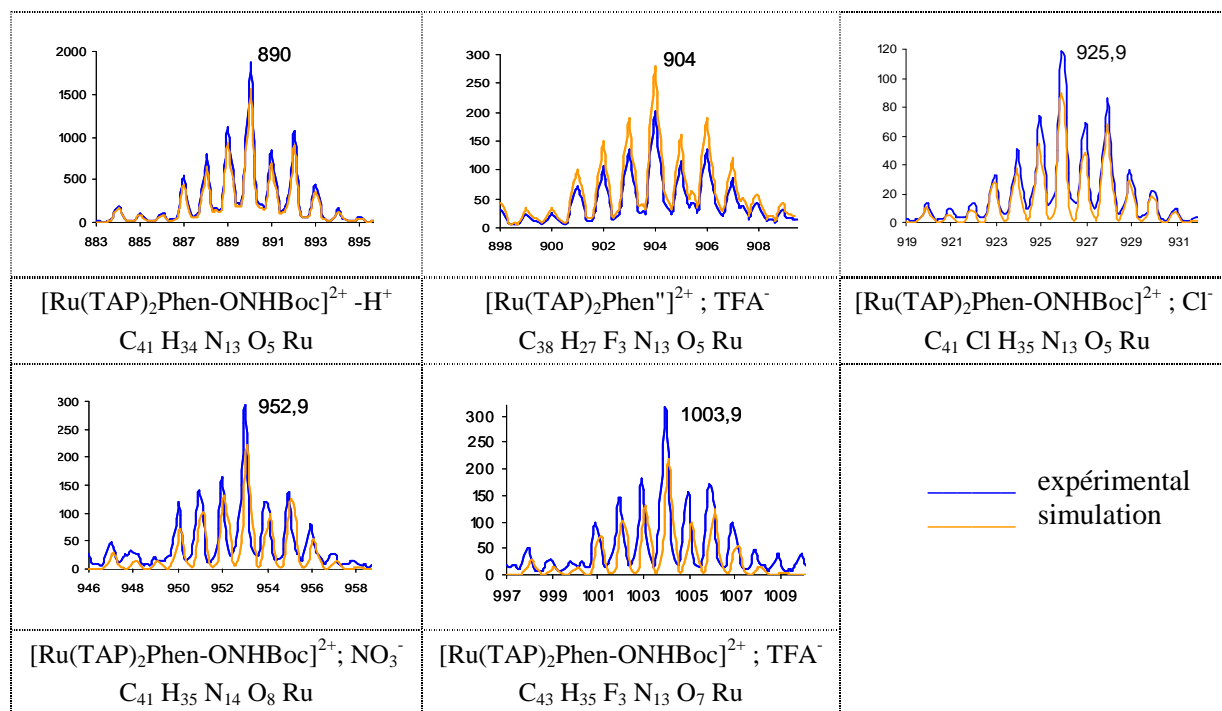 2000
1500
1000
500
0
883 885 887 889 891 893 895
890
350
300
250
200
150
100
50
0
898 900 902 904 906 908
904
120
100
80
60
40
20
0
919 921 923 925 927 929 931
925,9
[Ru(TAP)₂Phen-ONHBoc]²⁺ -H⁺
C₄₁ H₃₄ N₁₃ O₅ Ru
[Ru(TAP)₂Phen"]²⁺ ; TFA⁻
C₃₈ H₂₇ F₃ N₁₃ O₅ Ru
[Ru(TAP)₂Phen-ONHBoc]²⁺ ; Cl⁻
C₄₁ Cl H₃₅ N₁₃ O₅ Ru
300
250
200
150
100
50
0
946 948 950 952 954 956 958
952,9
300
250
200
150
100
50
0
997 999 1001 1003 1005 1007 1009
1003,9
expérimental
simulation
[Ru(TAP)₂Phen-ONHBoc]²⁺; NO₃⁻
C₄₁ H₃₅ N₁₄ O₈ Ru
[Ru(TAP)₂Phen-ONHBoc]²⁺ ; TFA⁻
C₄₃ H₃₅ F₃ N₁₃ O₇ Ru